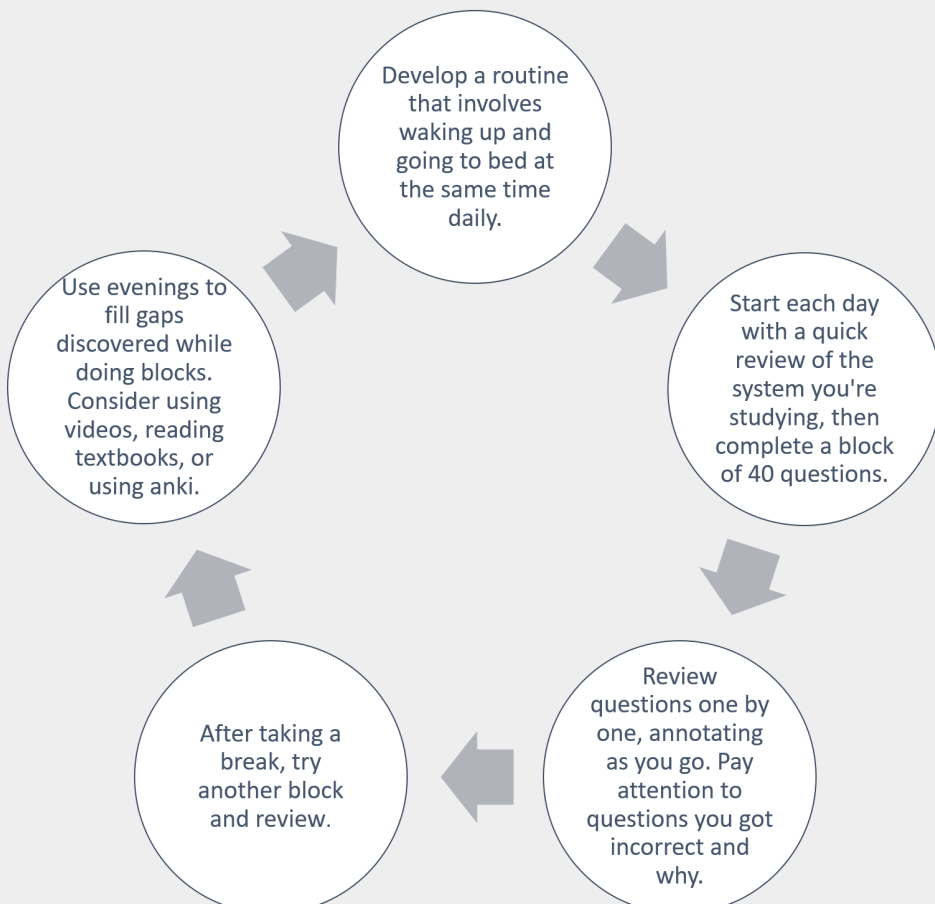 Develop a routine
that involves
waking up and
going to bed at
the same time
daily.
Start each day
with a quick
review of the
system you're
studying, then
complete a block
of 40 questions.
Review
questions one by
one, annotating
as you go. Pay
attention to
questions you got
incorrect and
why.
After taking a
break, try
another block
and review.
Use evenings to
fill gaps
discovered while
doing blocks.
Consider using
videos, reading
textbooks, or
using anki.